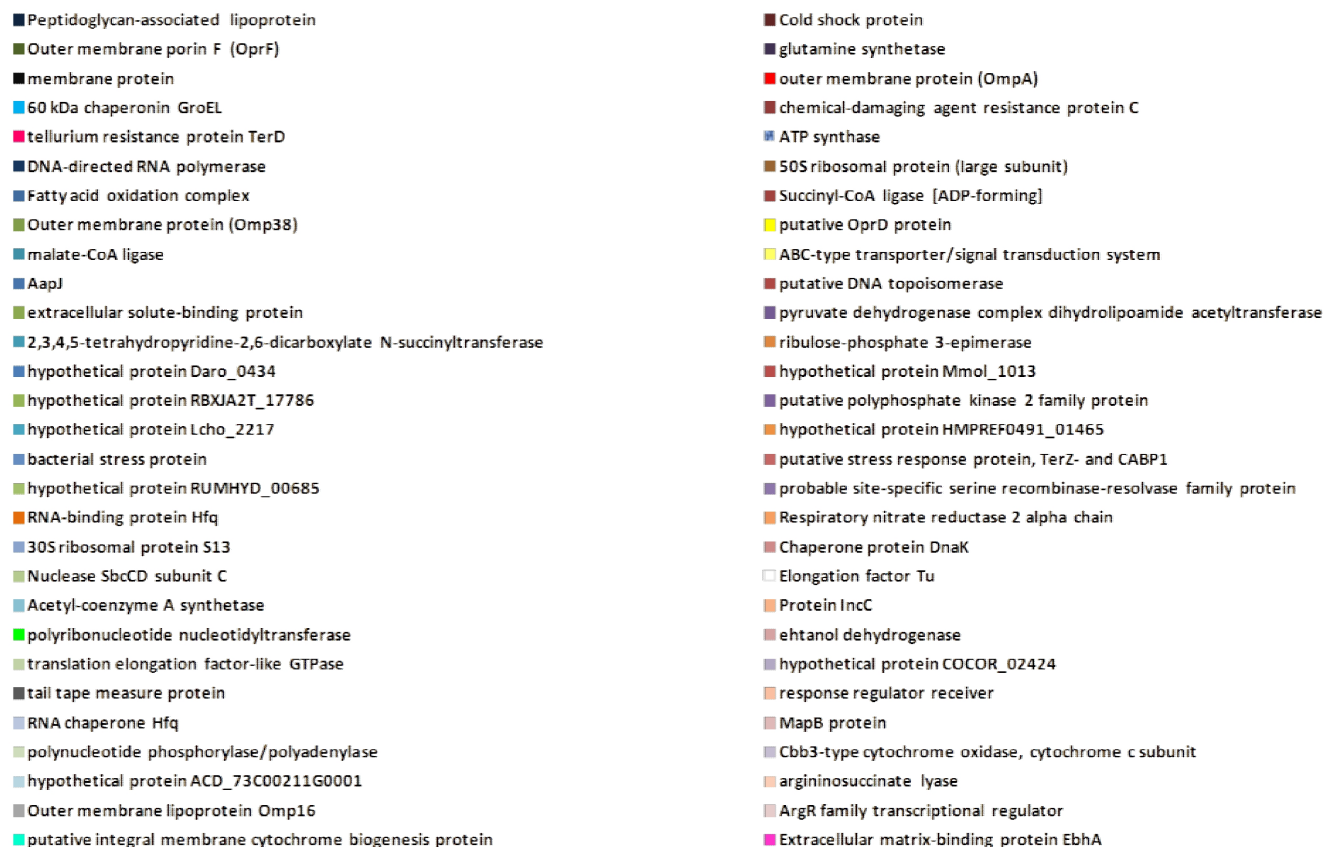 Peptidoglycan-associated lipoprotein
Outer membrane porin F (OprF)
membrane protein
60 kDa chaperonin GroEL
tellurium resistance protein TerD
DNA-directed RNA polymerase
Fatty acid oxidation complex
Outer membrane protein (Omp38)
malate-CoA ligase
AapJ
extracellular solute-binding protein
2,3,4,5-tetrahydropyridine-2,6-dicarboxylate N-succinyltransferase
hypothetical protein Daro_0434
hypothetical protein RBXJA2T_17786
hypothetical protein Lcho_2217
bacterial stress protein
hypothetical protein RUMHYD_00685
RNA-binding protein Hfq
30S ribosomal protein S13
Nuclease SbcCD subunit C
Acetyl-coenzyme A synthetase
polyribonucleotide nucleotidyltransferase
translation elongation factor-like GTPase
tail tape measure protein
RNA chaperone Hfq
polynucleotide phosphorylase/polyadenylase
hypothetical protein ACD_73C00211G0001
Outer membrane lipoprotein Omp16
putative integral membrane cytochrome biogenesis protein
Cold shock protein
glutamine synthetase
outer membrane protein (OmpA)
chemical-damaging agent resistance protein C
ATP synthase
50S ribosomal protein (large subunit)
Succinyl-CoA ligase [ADP-forming]
putative OprD protein
ABC-type transporter/signal transduction system
putative DNA topoisomerase
pyruvate dehydrogenase complex dihydrolipoamide acetyltransferase
ribulose-phosphate 3-epimerase
hypothetical protein Mmol_1013
putative polyphosphate kinase 2 family protein
hypothetical protein HMPREF0491_01465
putative stress response protein, TerZ- and CABP1
probable site-specific serine recombinase-resolvase family protein
Respiratory nitrate reductase 2 alpha chain
Chaperone protein DnaK
Elongation factor Tu
Protein IncC
ehtanol dehydrogenase
hypothetical protein COCOR_02424
response regulator receiver
MapB protein
Cbb3-type cytochrome oxidase, cytochrome c subunit
argininosuccinate lyase
ArgR family transcriptional regulator
Extracellular matrix-binding protein EbhA